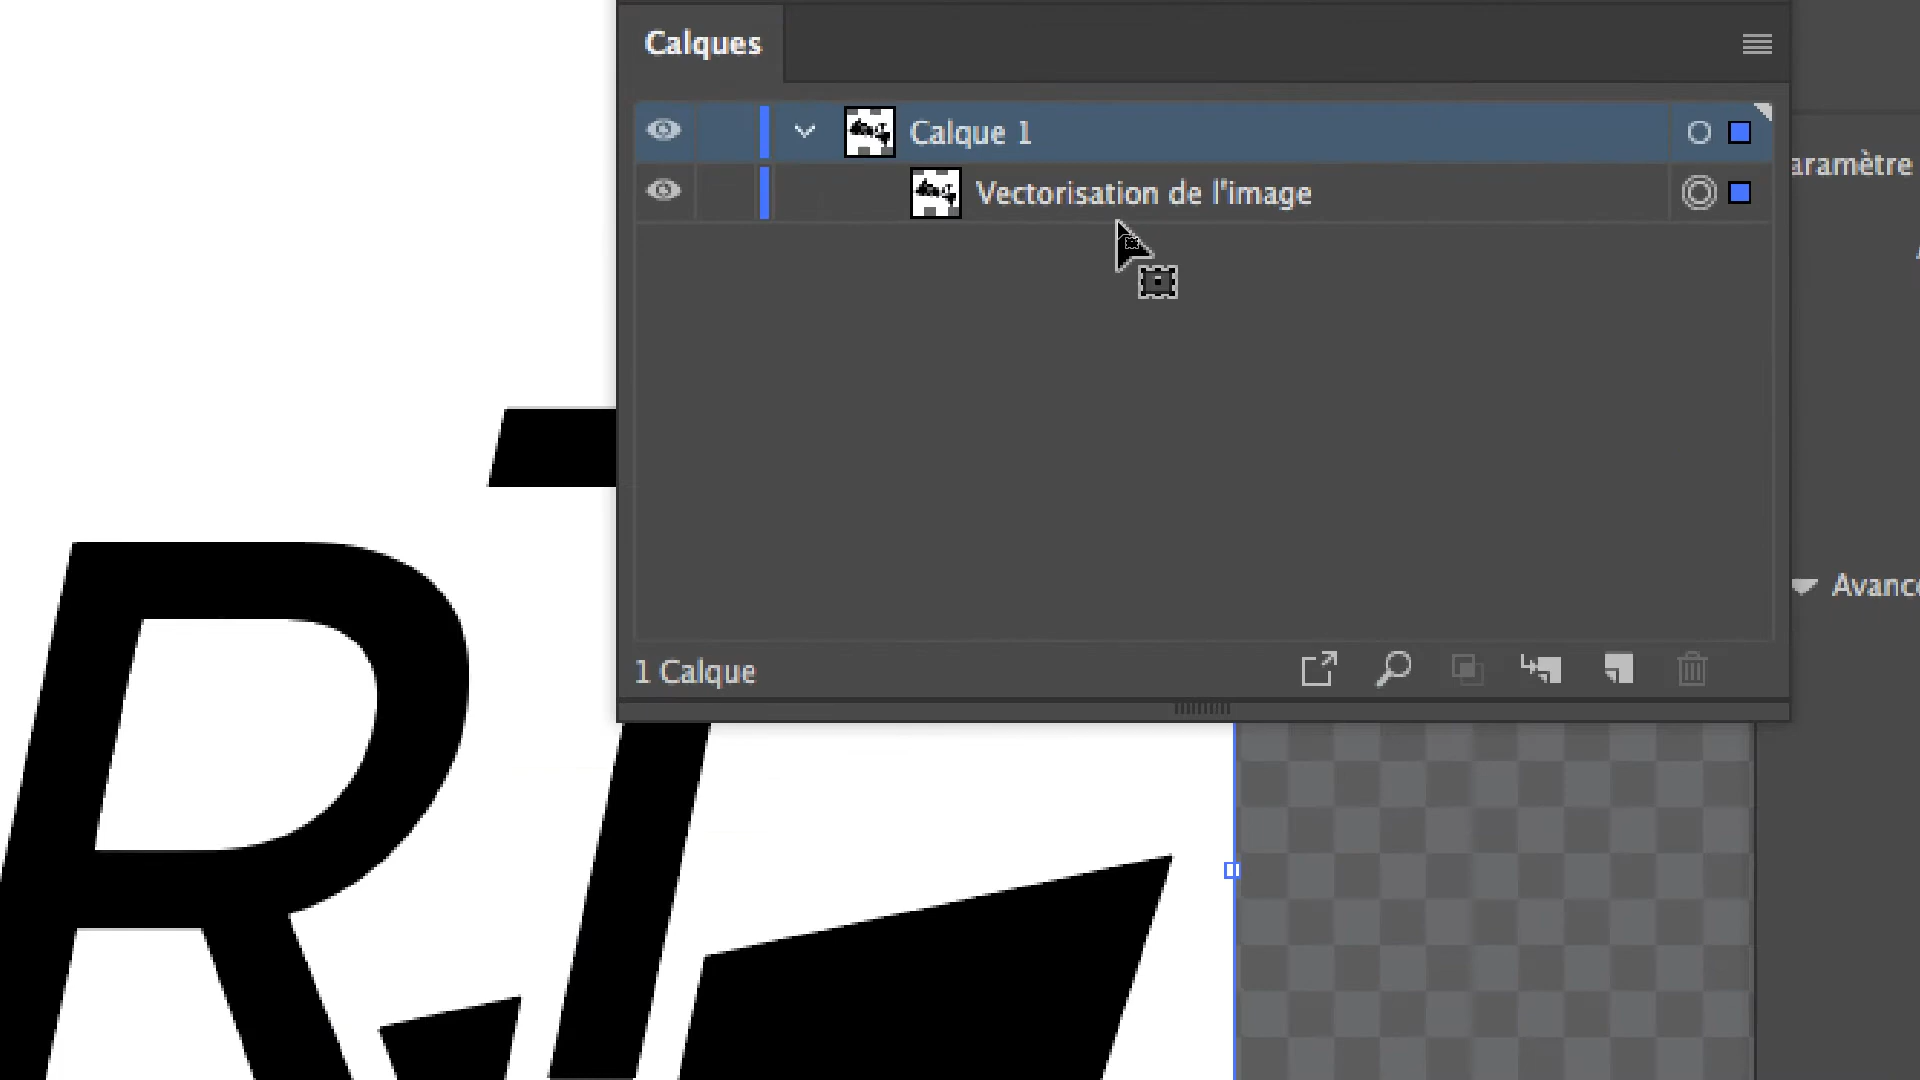 Calques
Calque 1
aramètre
Vectorisation de l'image
Avanc
1 Calque
R